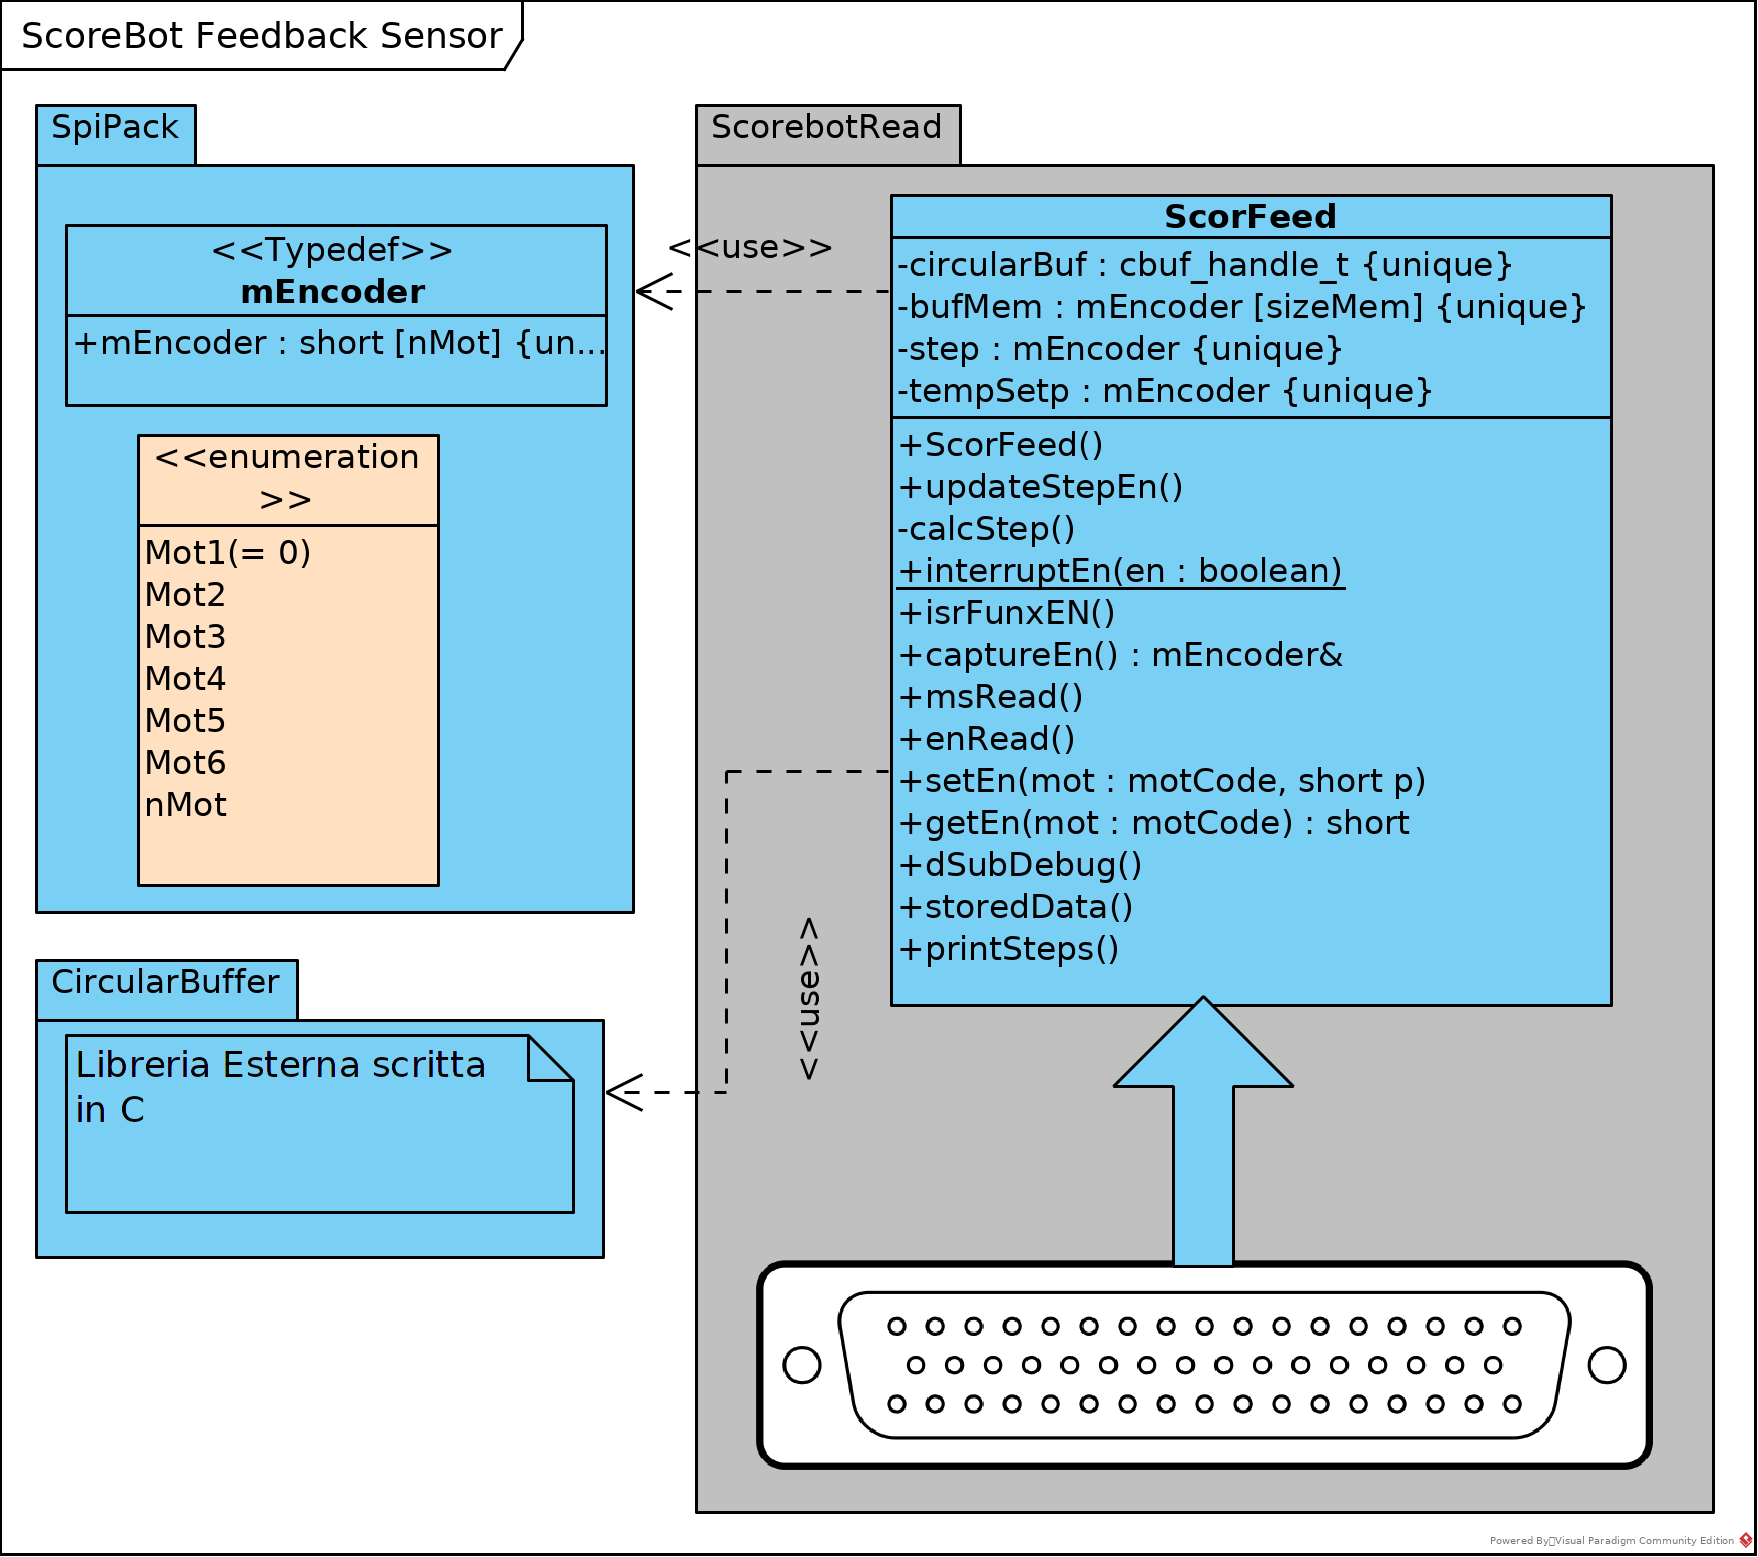 ScoreBot Feedback Sensor
SpiPack
<<Typedef>>
mEncoder
+mEncoder : short [nMot] {un...
<<enumeration
>>
Mot1(= 0)
Mot2
Mot3
Mot4
Mot5
Mot6
nMot
CircularBuffer
Libreria Esterna scritta
in C
<<use>>
<<use>>
ScorebotRead
ScorFeed
-circularBuf : cbuf_handle_t {unique}
-bufMem : mEncoder [sizeMem] {unique}
-step : mEncoder {unique}
-tempSetp : mEncoder {unique}
+ScorFeed()
+updateStepEn()
-calcStep()
+interruptEn(en : boolean)
+isrFunxEN()
+captureEn() : mEncoder&
+msRead()
+enRead()
+setEn(mot : motCode, short p)
+getEn(mot : motCode) : short
+dSubDebug()
+storedData()
+printSteps()
Powered By Visual Paradigm Community Edition